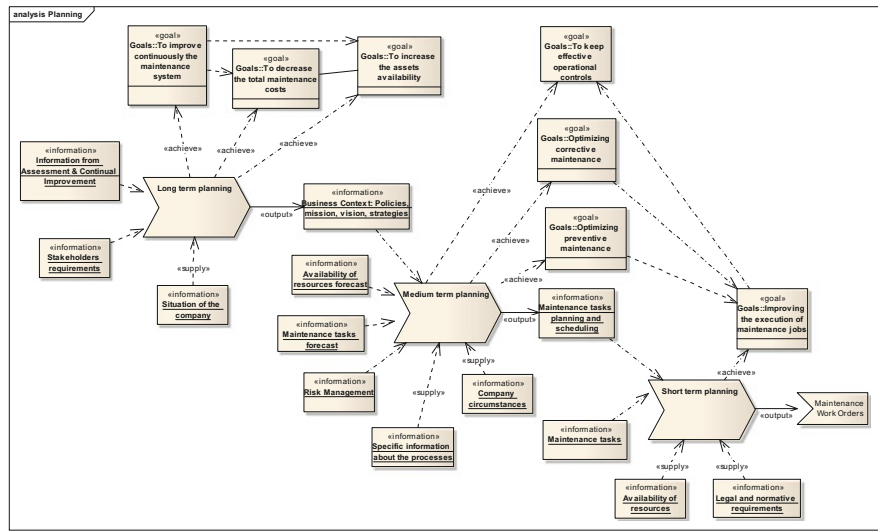 analysis Planning
«goal»
Goals::To improve
continuously the
maintenance
system
«goal»
Goals::To decrease
the total maintenance
costs
«goal»
Goals::To increase
the assets
availability
«goal»
Goals::To keep
effective
operational
controls
«achieve»
«achieve»
«achieve»
«information»
Information from
Assessment & Continual
Improvement
Long term planning
«output»
«information»
Business Context: Policies,
mission, vision, strategies
«goal»
Goals::Optimizing
corrective
maintenance
«achieve»
«achieve»
«information»
Stakeholders
requirements
«supply»
«information»
Situation of the
company
«goal»
Goals::Optimizing
preventive
maintenance
«achieve»
«information»
Availability of
resources forecast
Medium term planning
«output»
«information»
Maintenance tasks
planning and
scheduling
«goal»
Goals::Improving
the execution of
maintenance jobs
«information»
Maintenance tasks
forecast
«information»
Risk Management
«supply»
«supply»
«information»
Company
circumstances
«achieve»
Short term planning
«output»
Maintenance
Work Orders
«information»
Specific information
about the processes
«information»
Maintenance tasks
«supply»
«supply»
«information»
Availability of
resources
«information»
Legal and normative
requirements